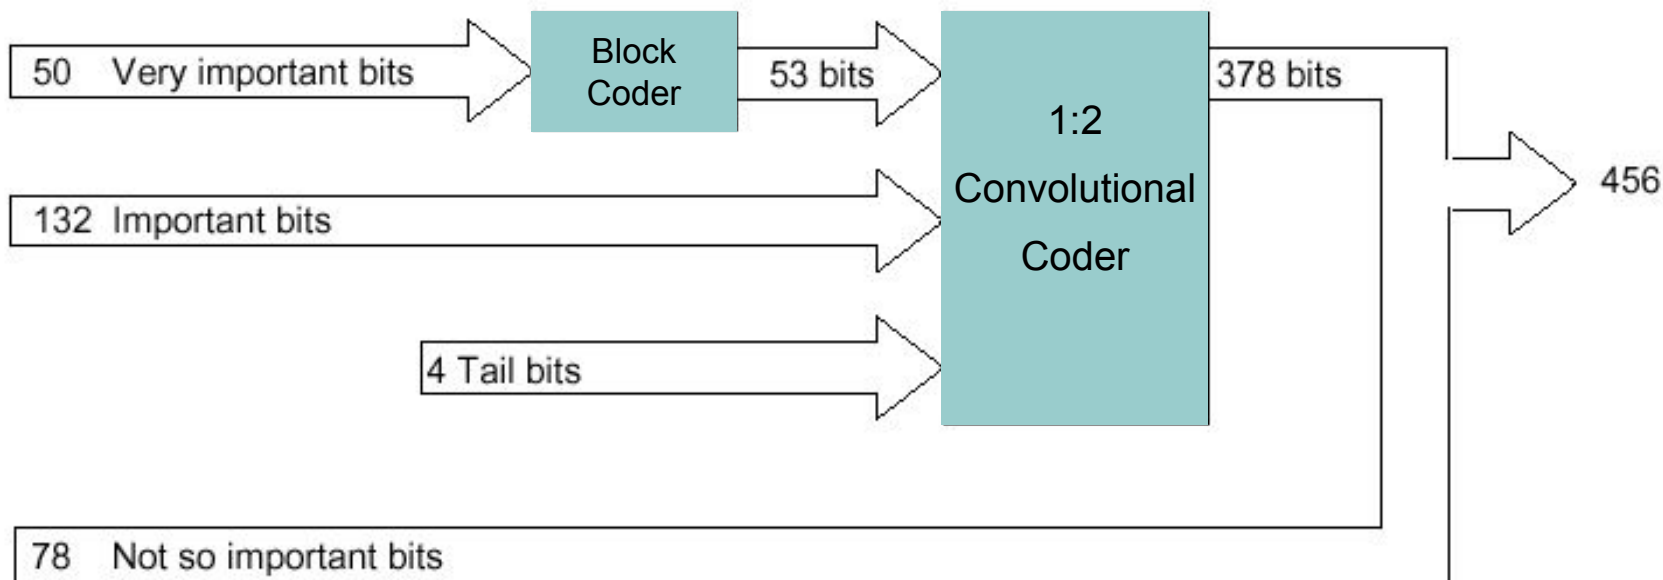 50 Very important bits
Block
Coder
53 bits
1:2
Convolutional
Coder
378 bits
456
132 Important bits
4 Tail bits
78 Not so important bits